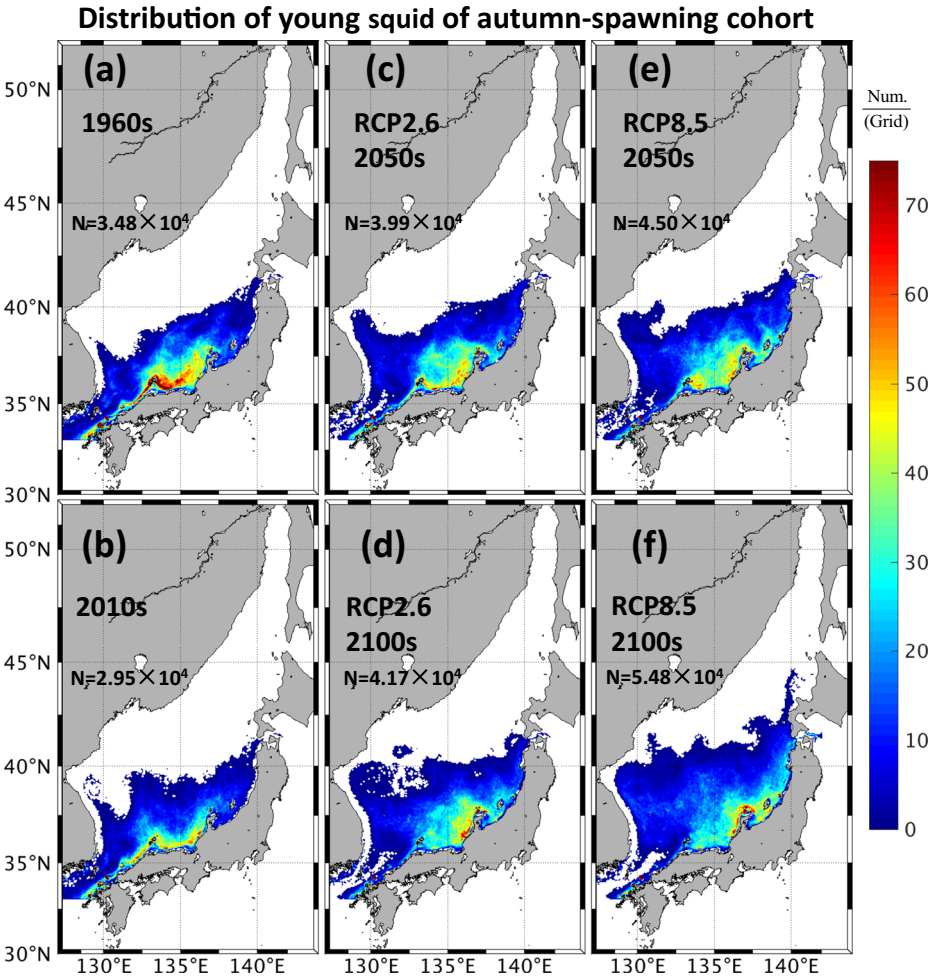 Distribution of young squid of autumn-spawning cohort
(a)
1960s
N=3.48×10⁴
(c)
RCP2.6
2050s
N=3.99×10⁴
(e)
RCP8.5
2050s
N=4.50×10⁴
Num.
(Grid)
50°N
45°N
40°N
35°N
30°N
(b)
2010s
N=2.95×10⁴
(d)
RCP2.6
2100s
N=4.17×10⁴
(f)
RCP8.5
2100s
N=5.48×10⁴
50°N
45°N
40°N
35°N
30°N
130°E 135°E 140°E
130°E 135°E 140°E
130°E 135°E 140°E
70
60
50
40
30
20
10
0